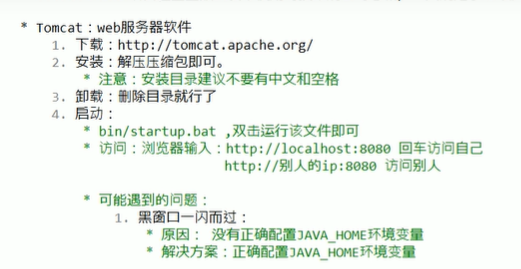 * Tomcat：web服务器软件
1. 下载：http://tomcat.apache.org/
2. 安装：解压压缩包即可。
* 注意：安装目录建议不要有中文和空格
3. 卸载：删除目录就行了
4. 启动：
* bin/startup.bat ,双击运行该文件即可
* 访问：浏览器输入：http://localhost:8080 回车访问自己
http://别人的ip:8080 访问别人
* 可能遇到的问题：
1. 黑窗口一闪而过：
* 原因： 没有正确配置JAVA_HOME环境变量
* 解决方案：正确配置JAVA_HOME环境变量